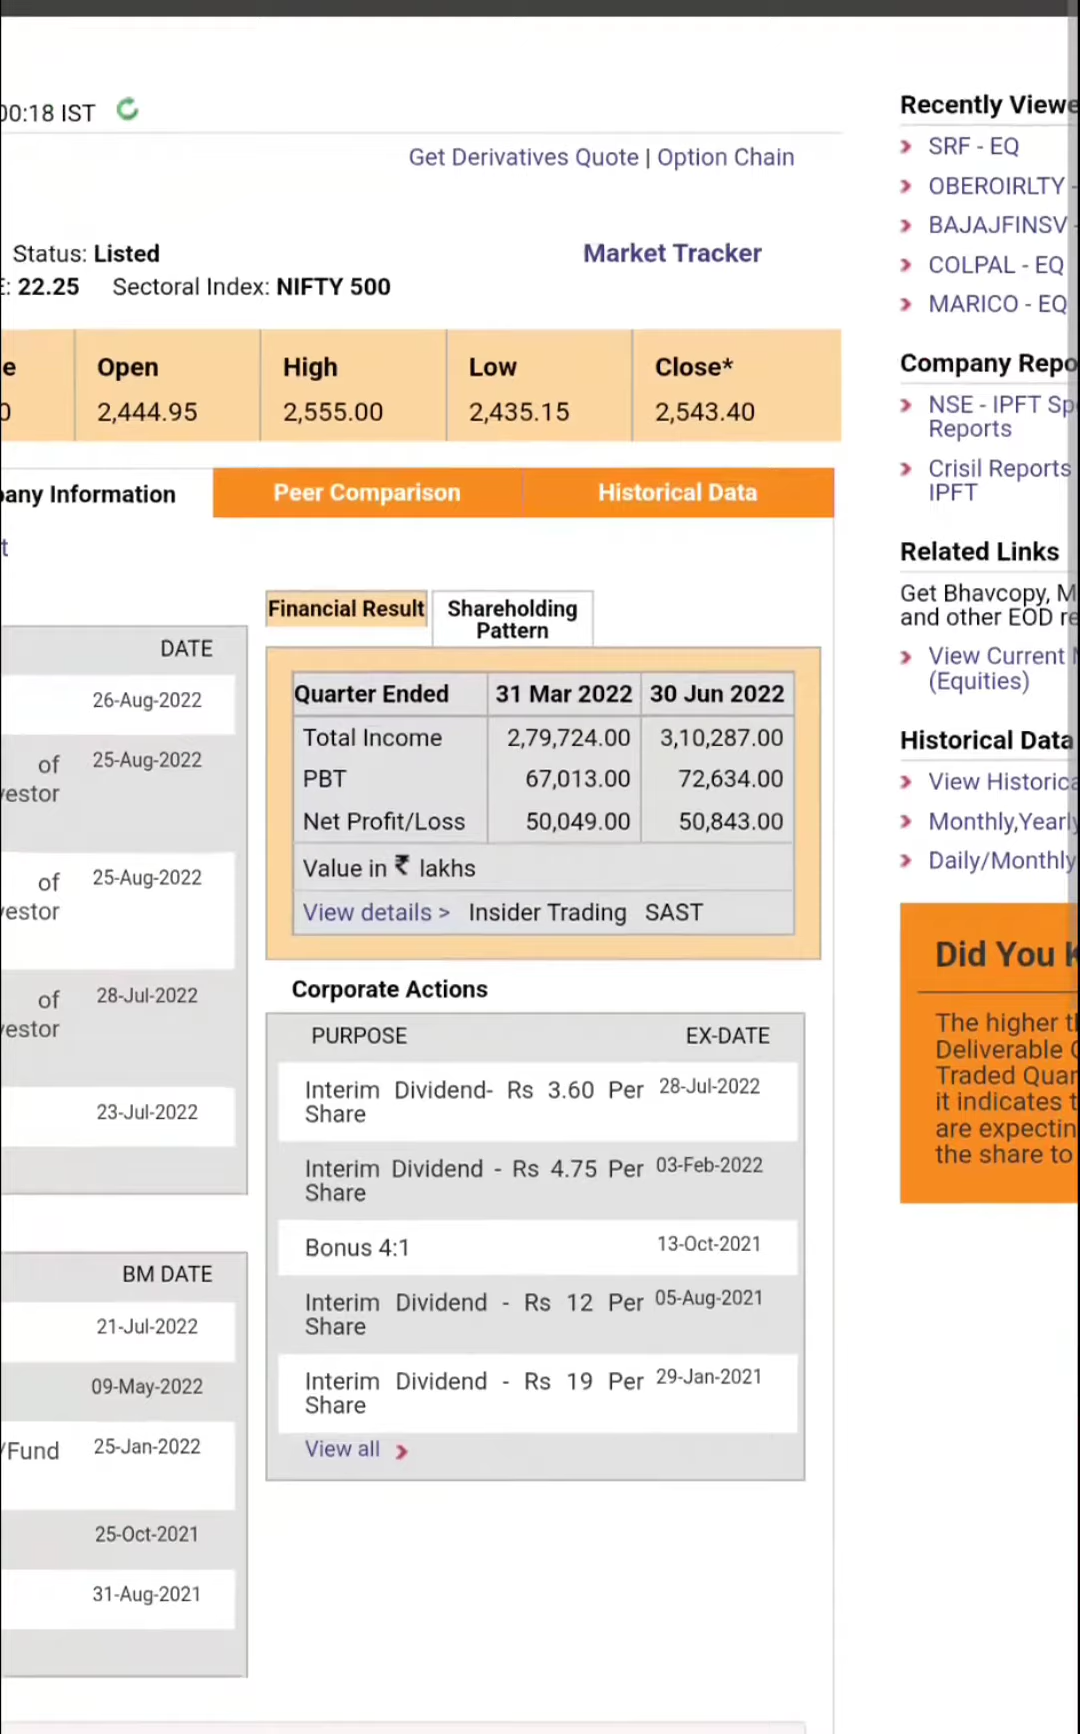 00:18 IST
Get Derivatives Quote | Option Chain
Status: Listed
Market Tracker
E: 22.25 Sectoral Index: NIFTY 500
e Open High Low Close*
0 2,444.95 2,555.00 2,435.15 2,543.40
pany Information Peer Comparison Historical Data
t
Financial Result
Shareholding
Pattern
DATE
26-Aug-2022
of 25-Aug-2022
vestor
of 25-Aug-2022
vestor
of 28-Jul-2022
vestor
23-Jul-2022
BM DATE
21-Jul-2022
09-May-2022
/Fund 25-Jan-2022
25-Oct-2021
31-Aug-2021
Quarter Ended 31 Mar 2022 30 Jun 2022
Total Income 2,79,724.00 3,10,287.00
PBT 67,013.00 72,634.00
Net Profit/Loss 50,049.00 50,843.00
Value in ₹ lakhs
View details > Insider Trading SAST
Corporate Actions
PURPOSE EX-DATE
Interim Dividend- Rs 3.60 Per 28-Jul-2022
Share
Interim Dividend - Rs 4.75 Per 03-Feb-2022
Share
Bonus 4:1 13-Oct-2021
Interim Dividend - Rs 12 Per 05-Aug-2021
Share
Interim Dividend - Rs 19 Per 29-Jan-2021
Share
View all
Recently Viewe
SRF - EQ
OBEROIRLTY -
BAJAJFINSV -
COLPAL - EQ
MARICO - EQ
Company Repo
NSE - IPFT Sp
Reports
Crisil Reports
IPFT
Related Links
Get Bhavcopy, M
and other EOD re
View Current
(Equities)
Historical Data
View Historica
Monthly,Yearly
Daily/Monthly
Did You K
The higher t
Deliverable
Traded Quar
it indicates t
are expectin
the share to